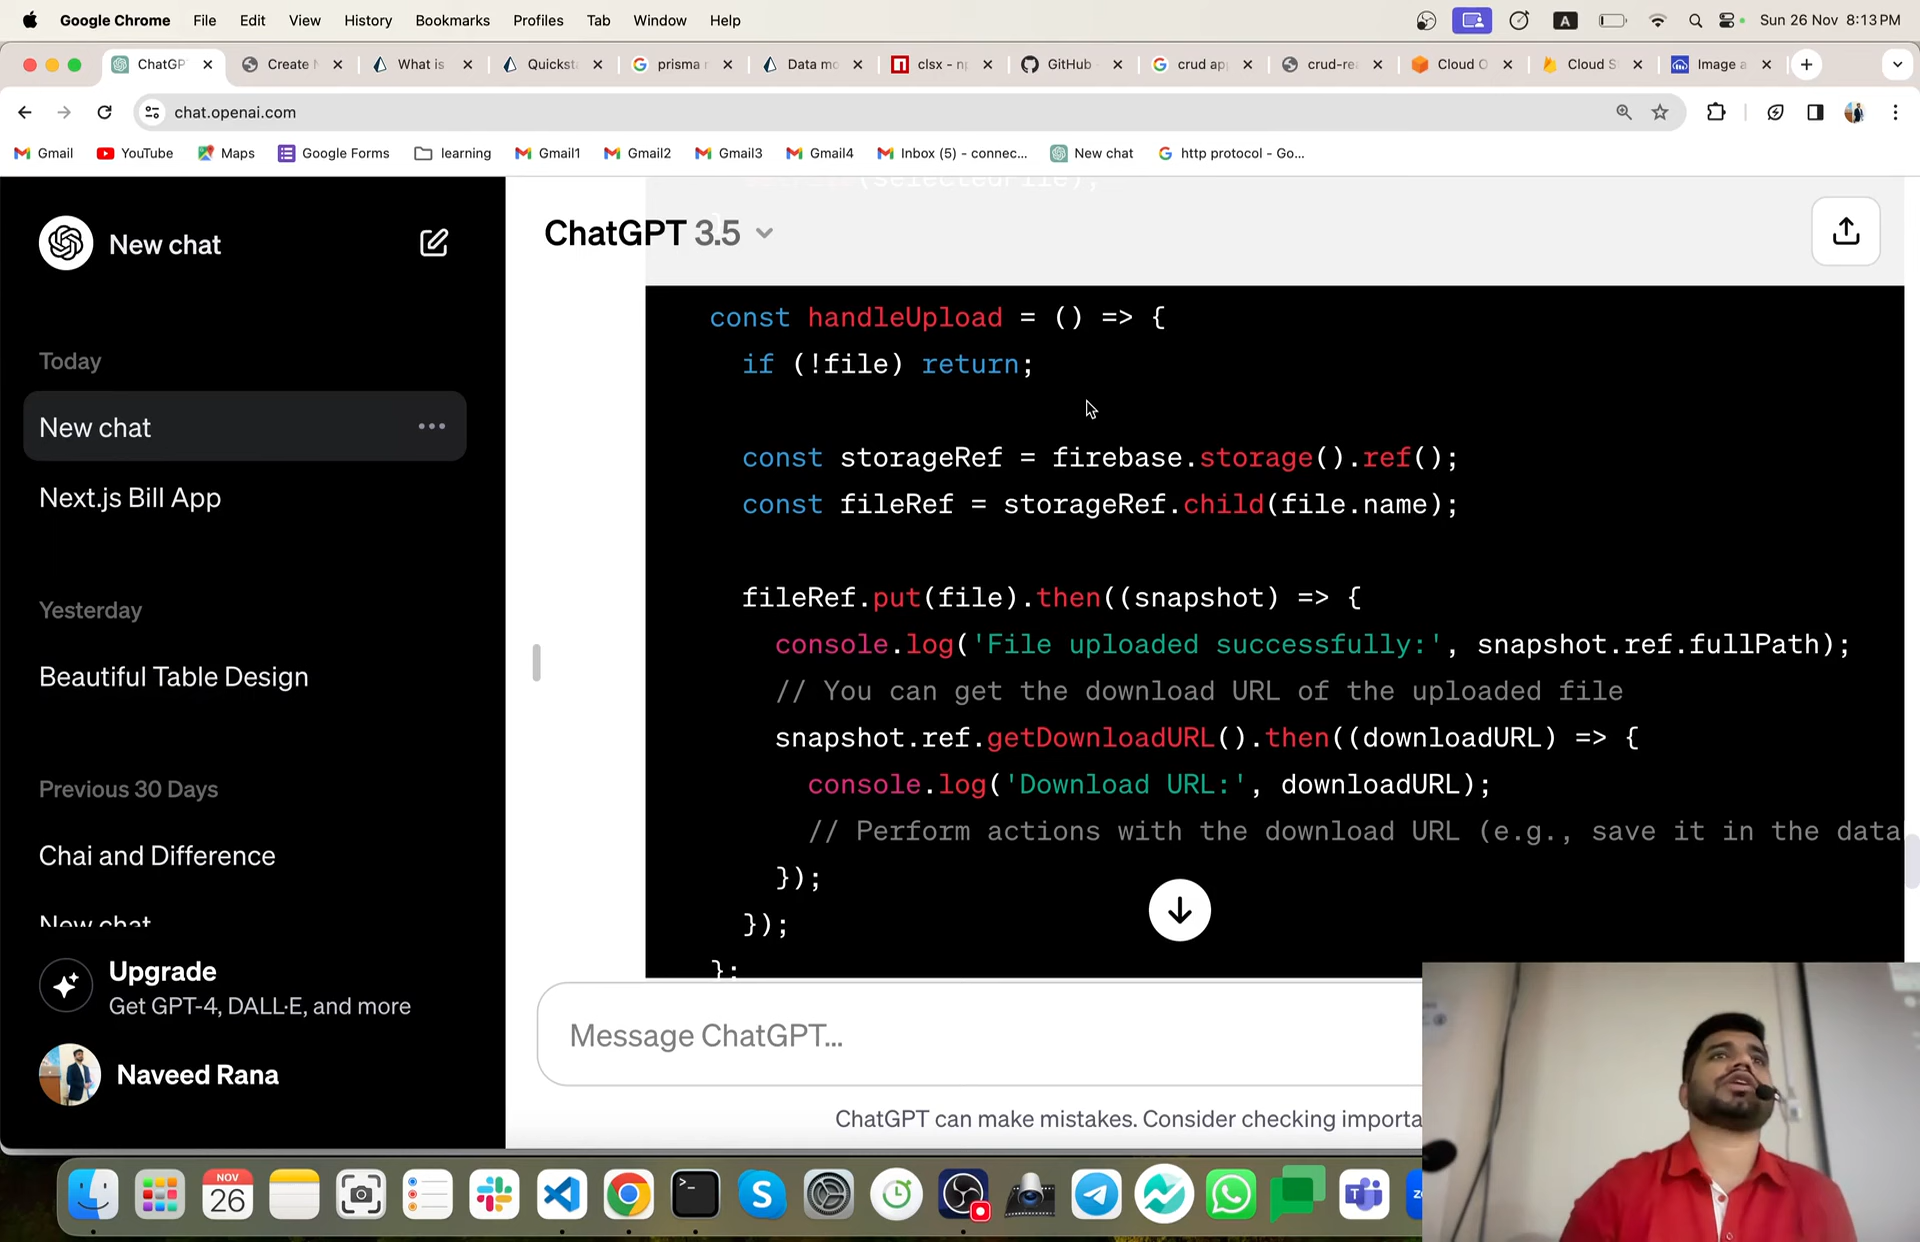 Google Chrome File Edit View History Bookmarks Profiles Tab Window Help
A Sun 26 Nov 8:13 PM
ChatGP Create What is Quickst prisma Data mo clsx - n GitHub crud ap crud-re Cloud Cloud S Image a
chat.openai.com
Gmail YouTube Maps Google Forms learning Gmail1 Gmail2 Gmail3 Gmail4 Inbox (5) - connec... New chat http protocol - Go...
New chat
Today
New chat
Next.js Bill App
Yesterday
Beautiful Table Design
Previous 30 Days
Chai and Difference
New chat
Upgrade
Get GPT-4, DALL·E, and more
Naveed Rana
(selectedFile);
ChatGPT 3.5
const handleUpload = () => {
if (!file) return;
const storageRef = firebase.storage().ref();
const fileRef = storageRef.child(file.name);
fileRef.put(file).then((snapshot) => {
console.log('File uploaded successfully:', snapshot.ref.fullPath);
// You can get the download URL of the uploaded file
snapshot.ref.getDownloadURL().then((downloadURL) => {
console.log('Download URL:', downloadURL);
// Perform actions with the download URL (e.g., save it in the data
});
});
};
Message ChatGPT...
ChatGPT can make mistakes. Consider checking importa
NOV
26